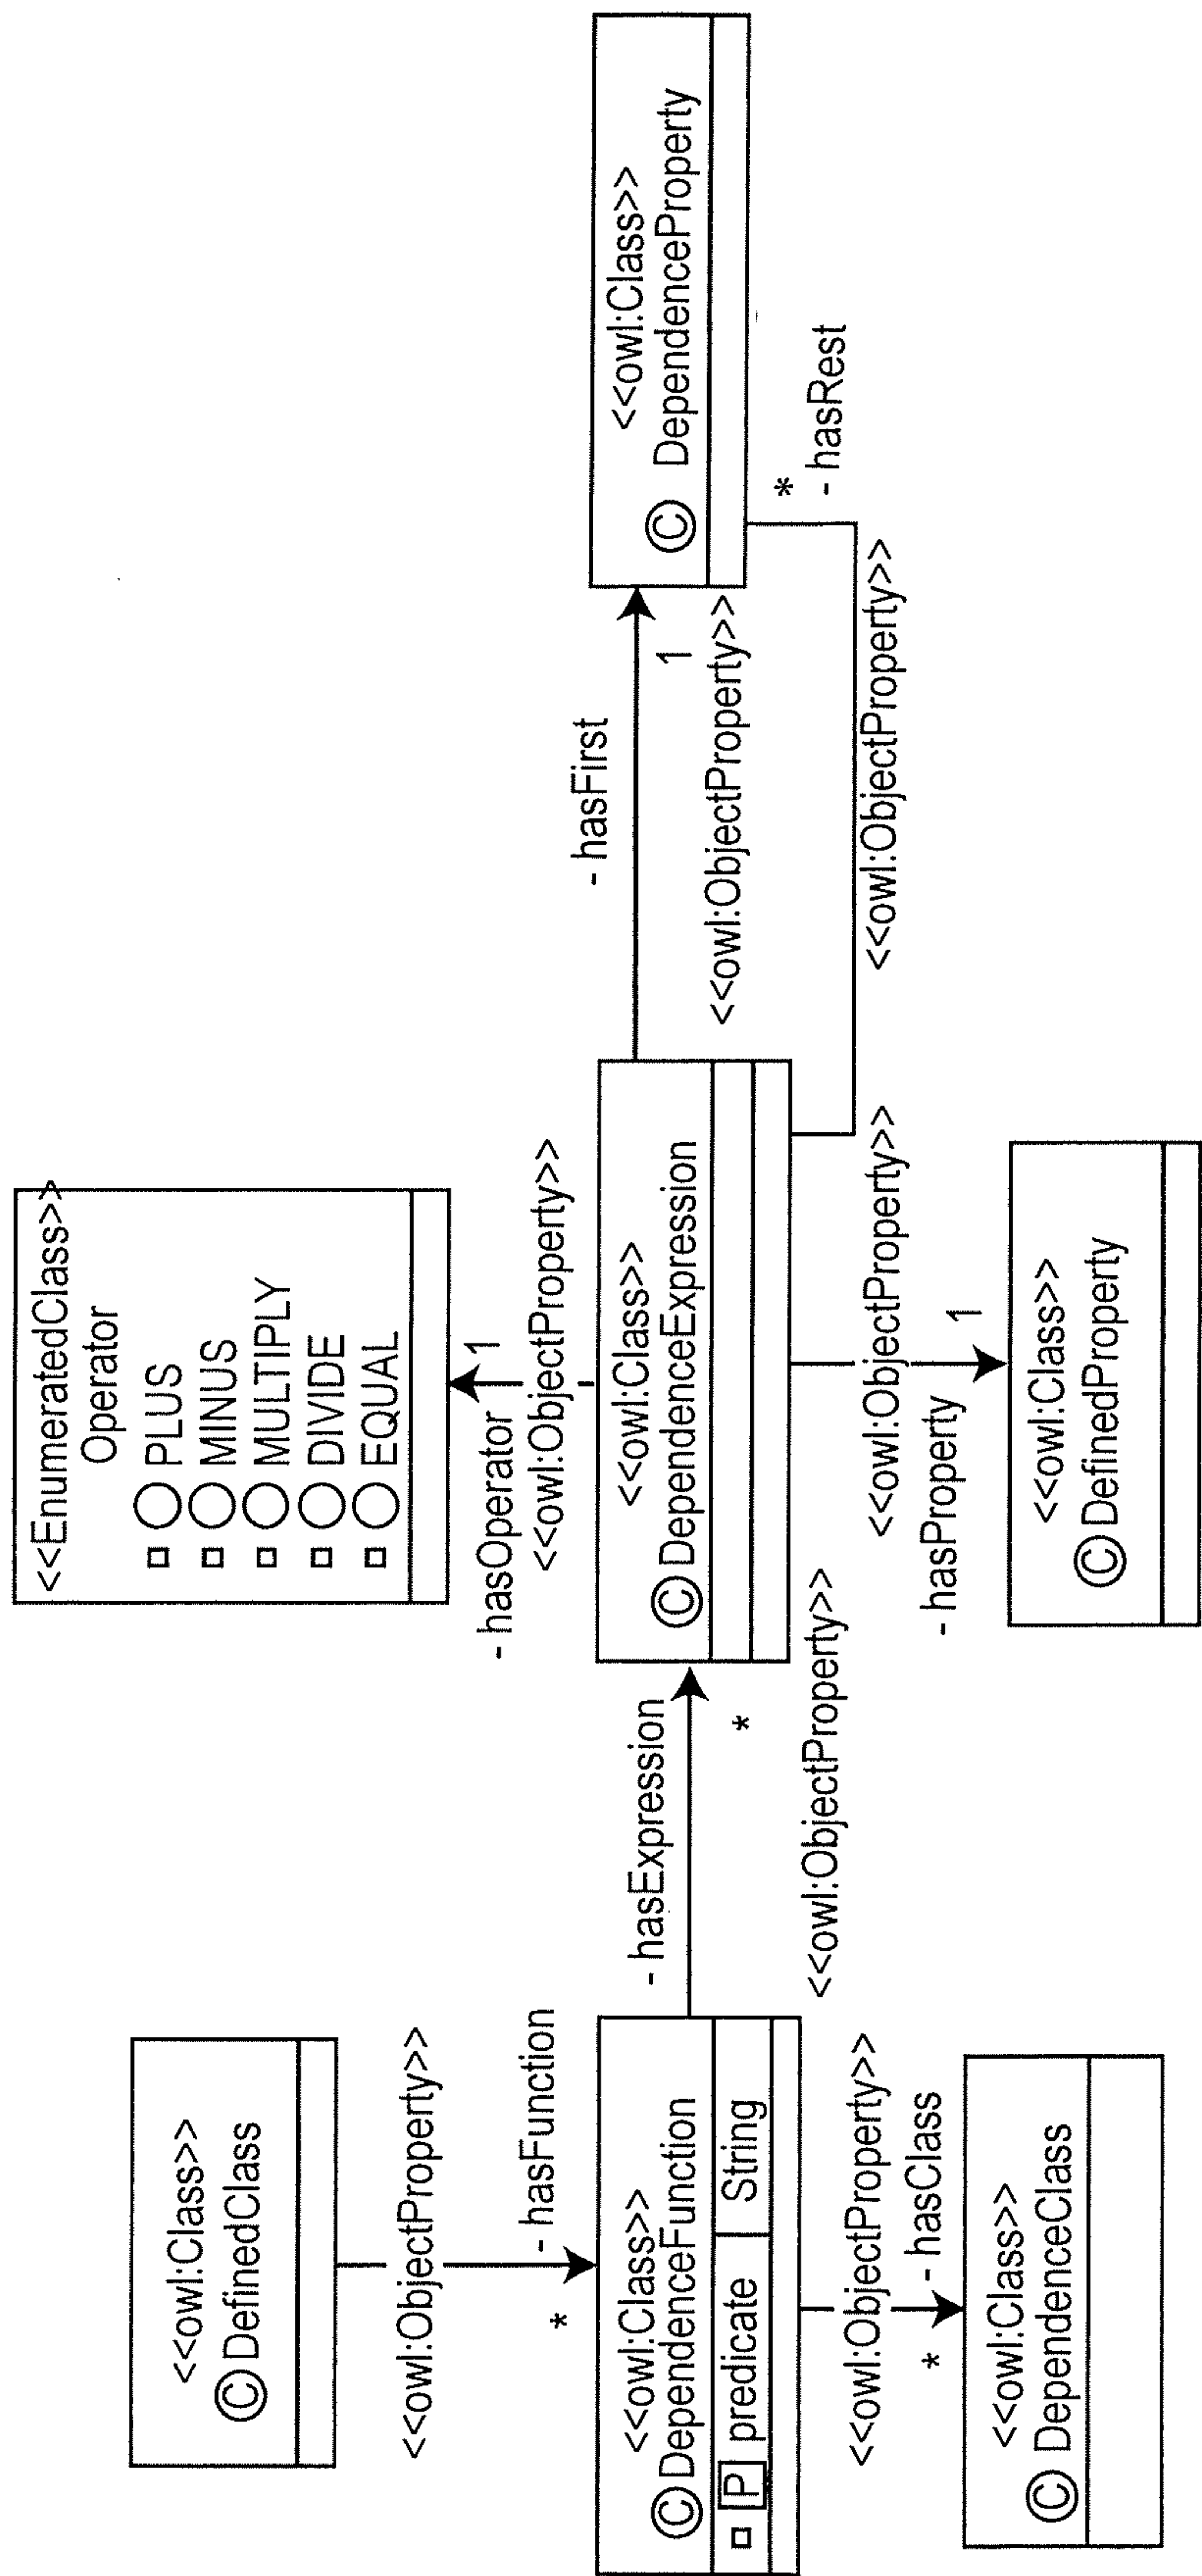 <<owl:Class>>
© DefinedClass
<<owl:ObjectProperty>>
- hasFunction
*
<<owl:Class>>
© DependenceFunction
P predicate String
<<owl:ObjectProperty>>
* - hasClass
<<owl:Class>>
© DependenceClass
- hasExpression
*
<<owl:ObjectProperty>>
<<EnumeratedClass>>
Operator
PLUS
MINUS
MULTIPLY
DIVIDE
EQUAL
- hasOperator 1
<<owl:ObjectProperty>>
<<owl:Class>>
© DependenceExpression
<<owl:ObjectProperty>>
- hasProperty 1
<<owl:Class>>
© DefinedProperty
- hasFirst
1
<<owl:ObjectProperty>>
<<owl:Class>>
© DependenceProperty
*
- hasRest
<<owl:ObjectProperty>>